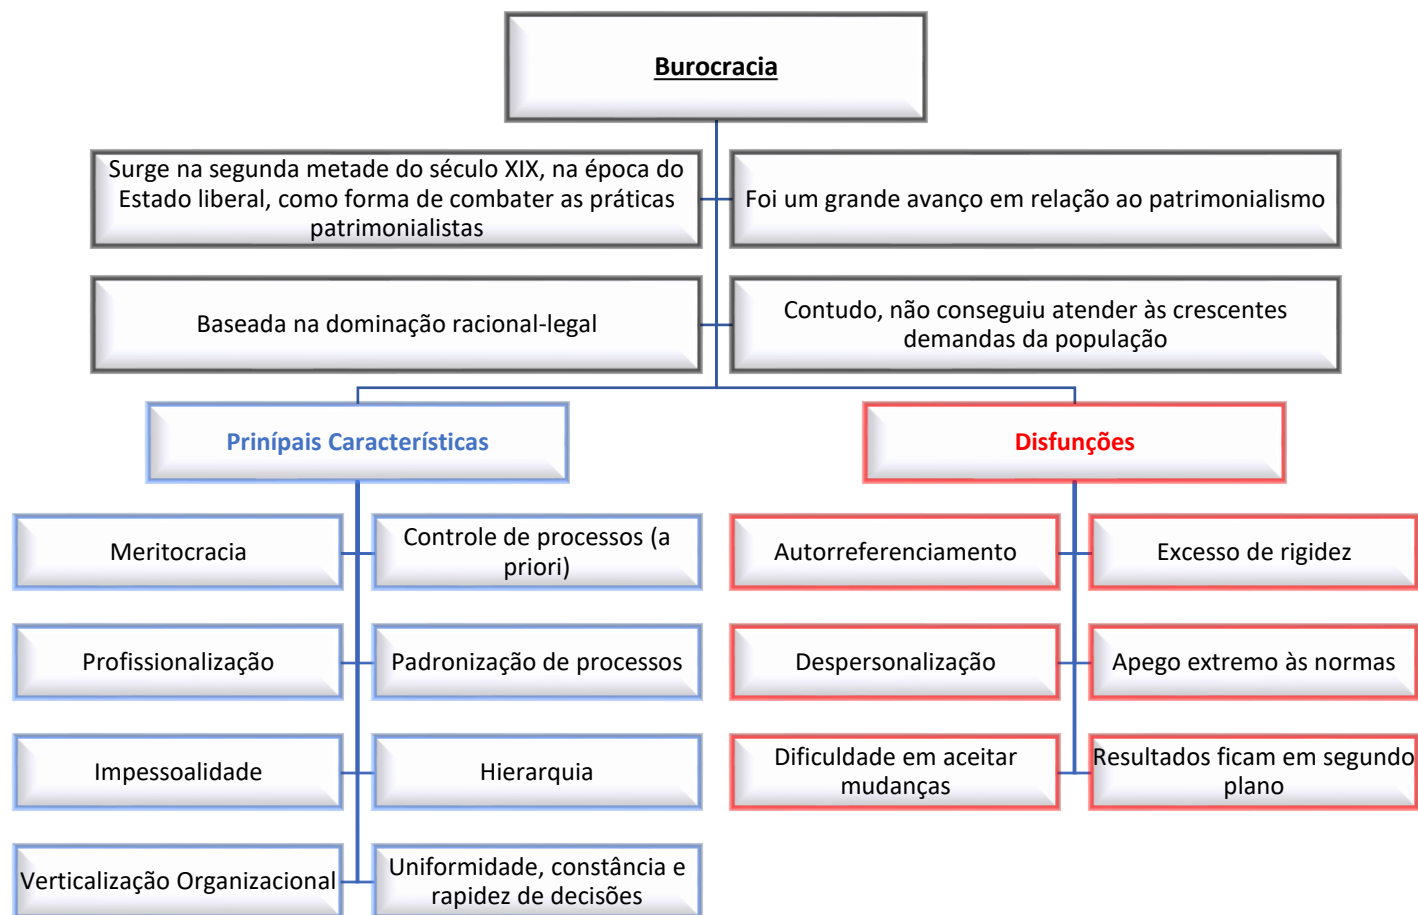 Burocracia
Surge na segunda metade do século XIX, na época do
Estado liberal, como forma de combater as práticas
patrimonialistas
Foi um grande avanço em relação ao patrimonialismo
Baseada na dominação racional-legal
Contudo, não conseguiu atender às crescentes
demandas da população
Prinípais Características
Meritocracia
Controle de processos (a
priori)
Profissionalização
Padronização de processos
Impessoalidade
Hierarquia
Verticalização Organizacional
Uniformidade, constância e
rapidez de decisões
Disfunções
Autorreferenciamento
Excesso de rigidez
Despersonalização
Apego extremo às normas
Dificuldade em aceitar
mudanças
Resultados ficam em segundo
plano